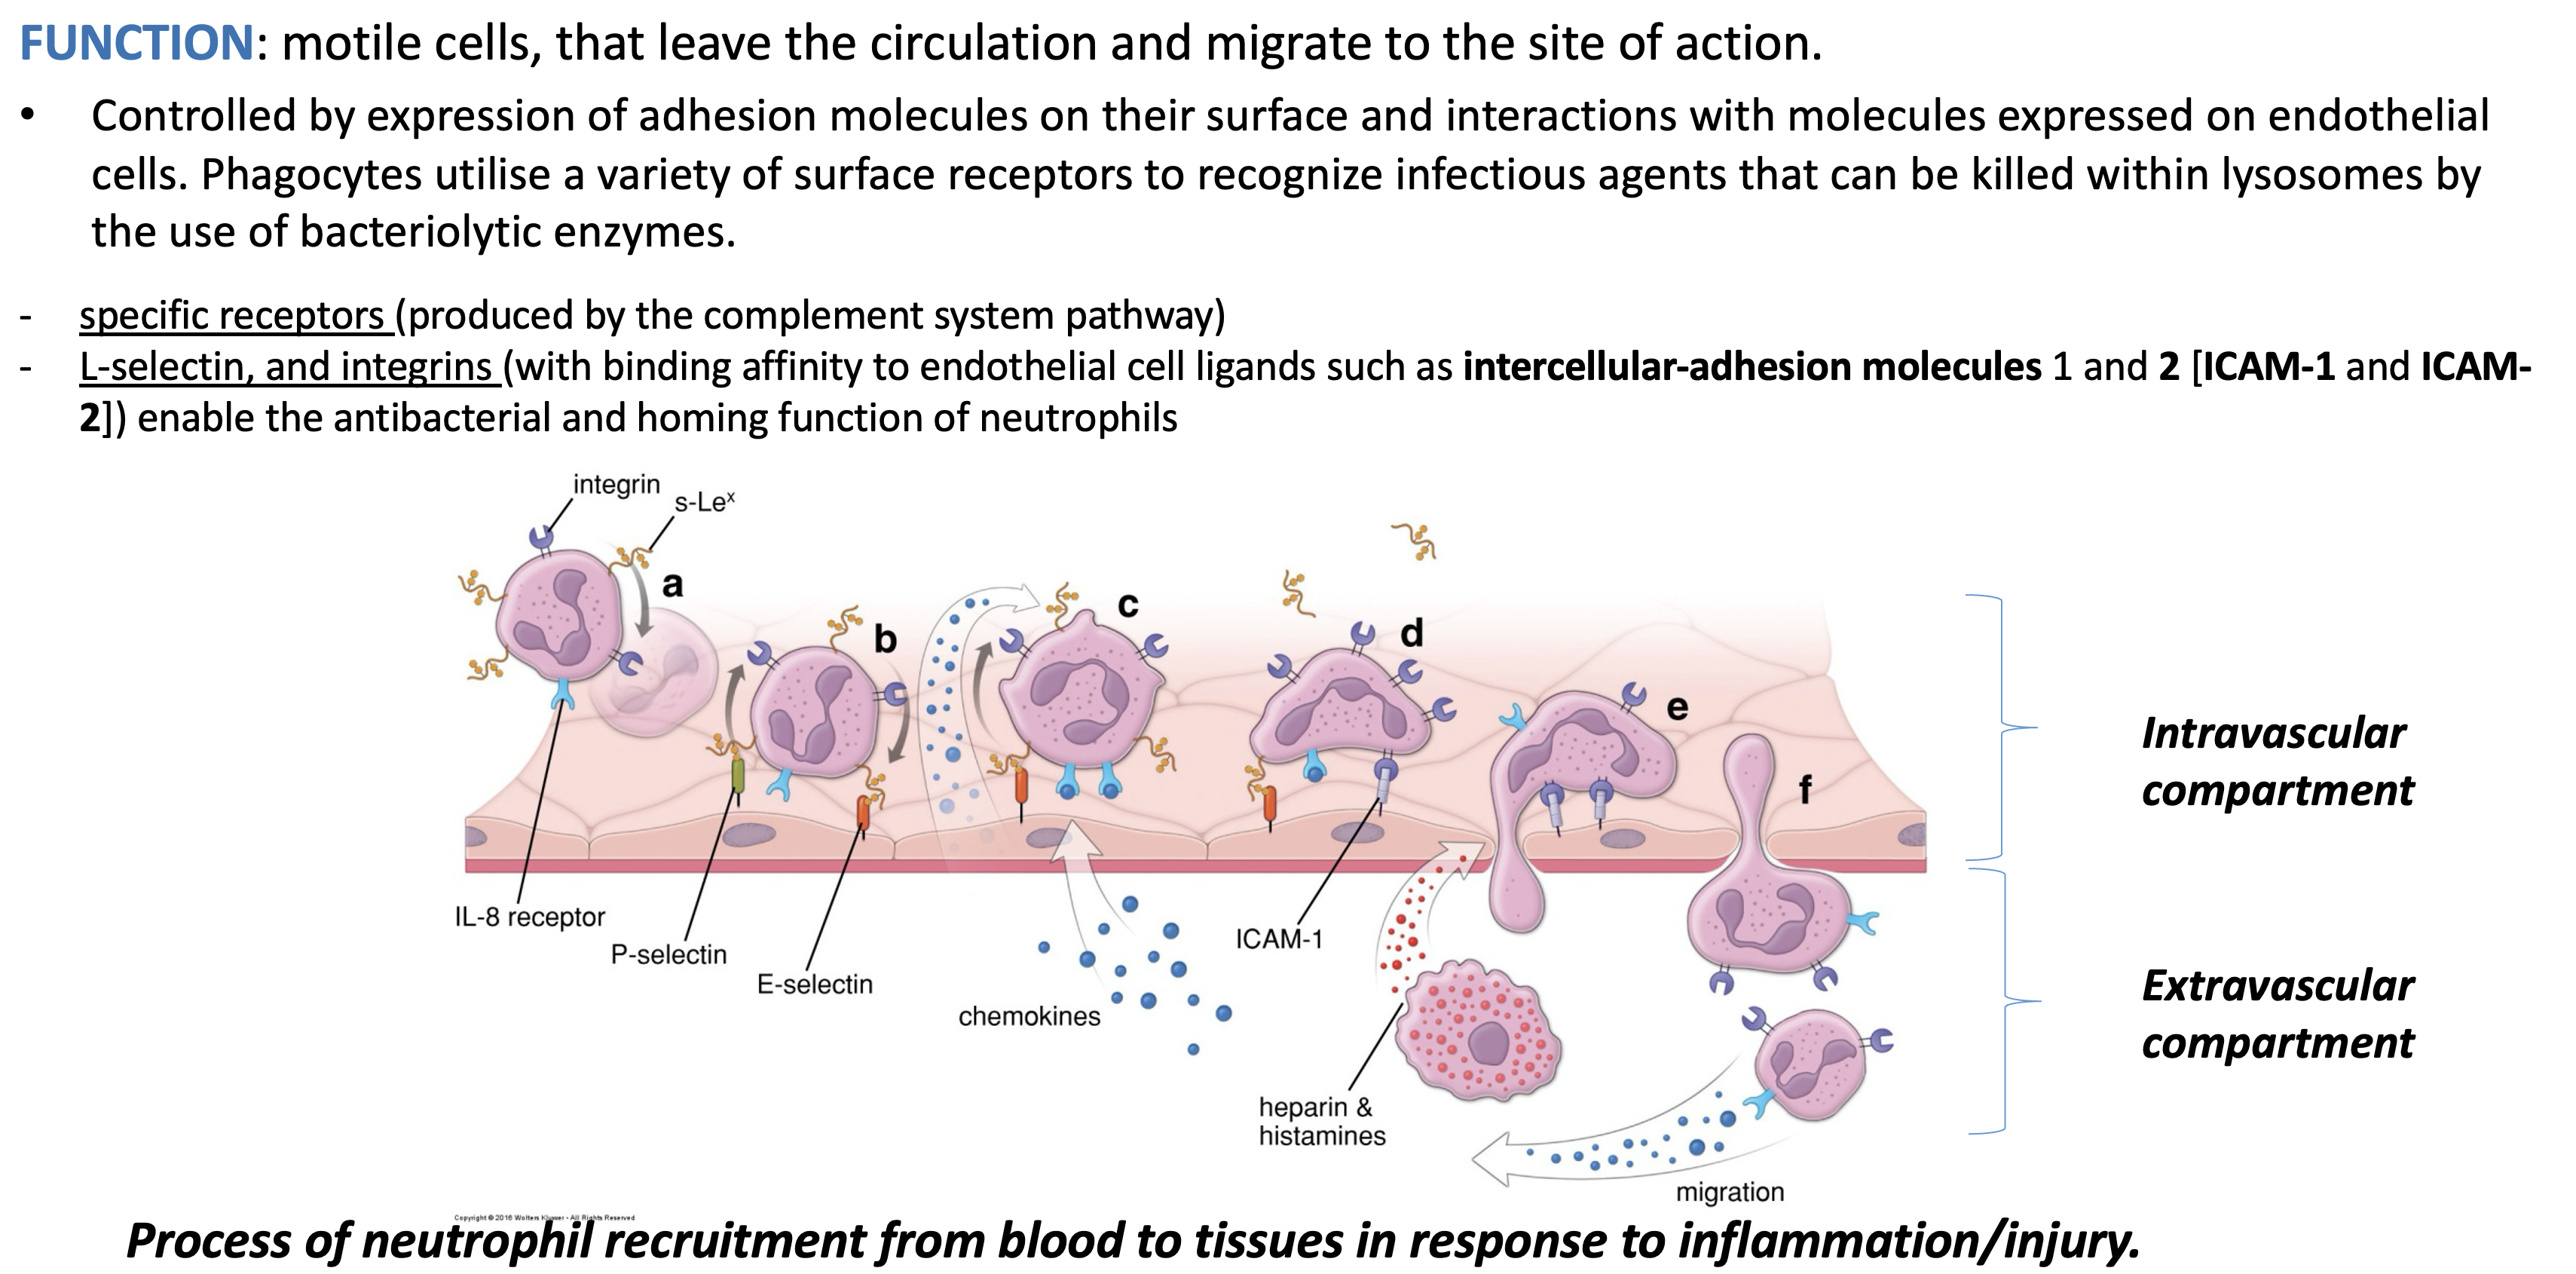 FUNCTION: motile cells, that leave the circulation and migrate to the site of action.
• Controlled by expression of adhesion molecules on their surface and interactions with molecules expressed on endothelial
cells. Phagocytes utilise a variety of surface receptors to recognize infectious agents that can be killed within lysosomes by
the use of bacteriolytic enzymes.
- specific receptors (produced by the complement system pathway)
- L-selectin, and integrins (with binding affinity to endothelial cell ligands such as intercellular-adhesion molecules 1 and 2 [ICAM-1 and ICAM-
2]) enable the antibacterial and homing function of neutrophils
integrin
s-Leˣ
a
b
c
d
e
f
Intravascular
compartment
IL-8 receptor
P-selectin
E-selectin
chemokines
ICAM-1
heparin &
histamines
Extravascular
compartment
migration
Copyright © 2016 Wolters Kluwer - All Rights Reserved
Process of neutrophil recruitment from blood to tissues in response to inflammation/injury.